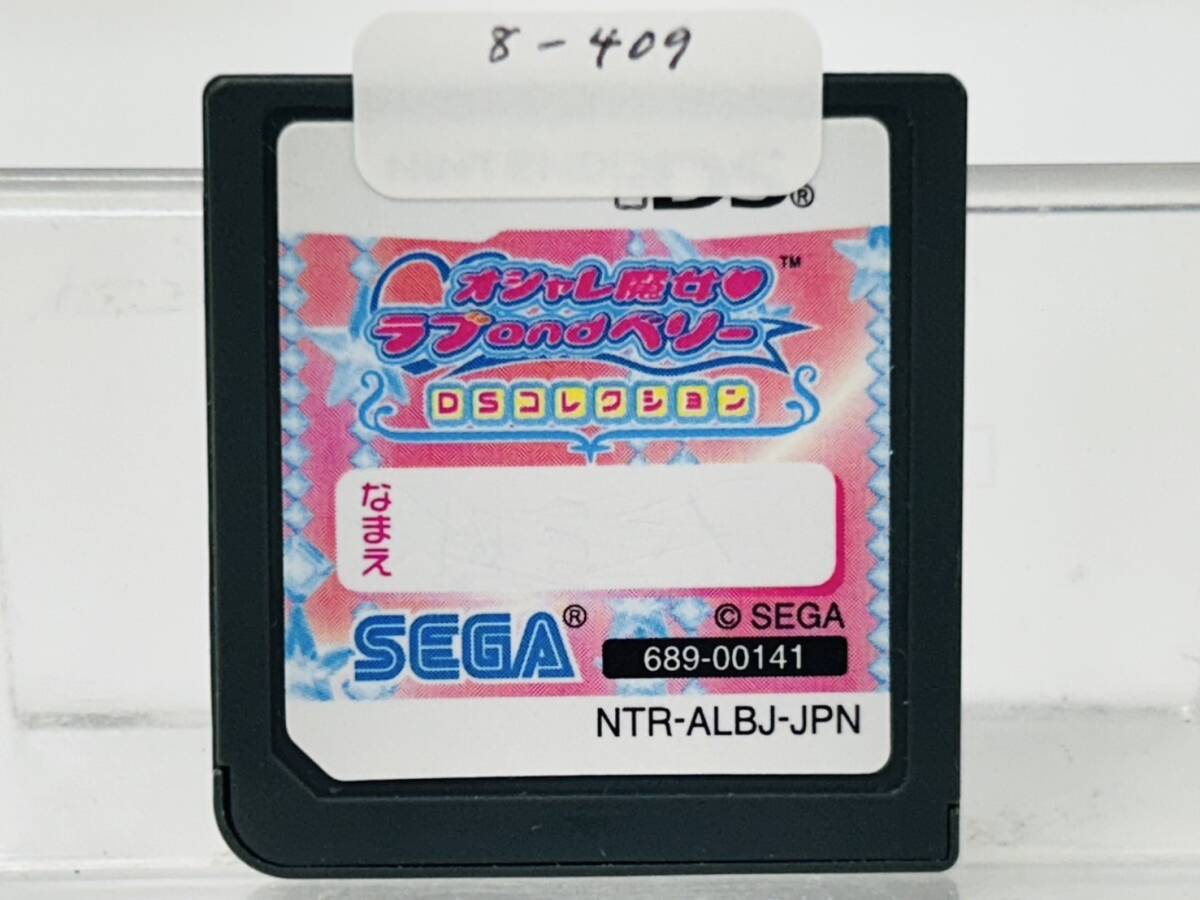 8-409
DS®
オシャレ魔女♥™
ラブandベリー
DSコレクション
なまえ
SEGA®
© SEGA
689-00141
NTR-ALBJ-JPN